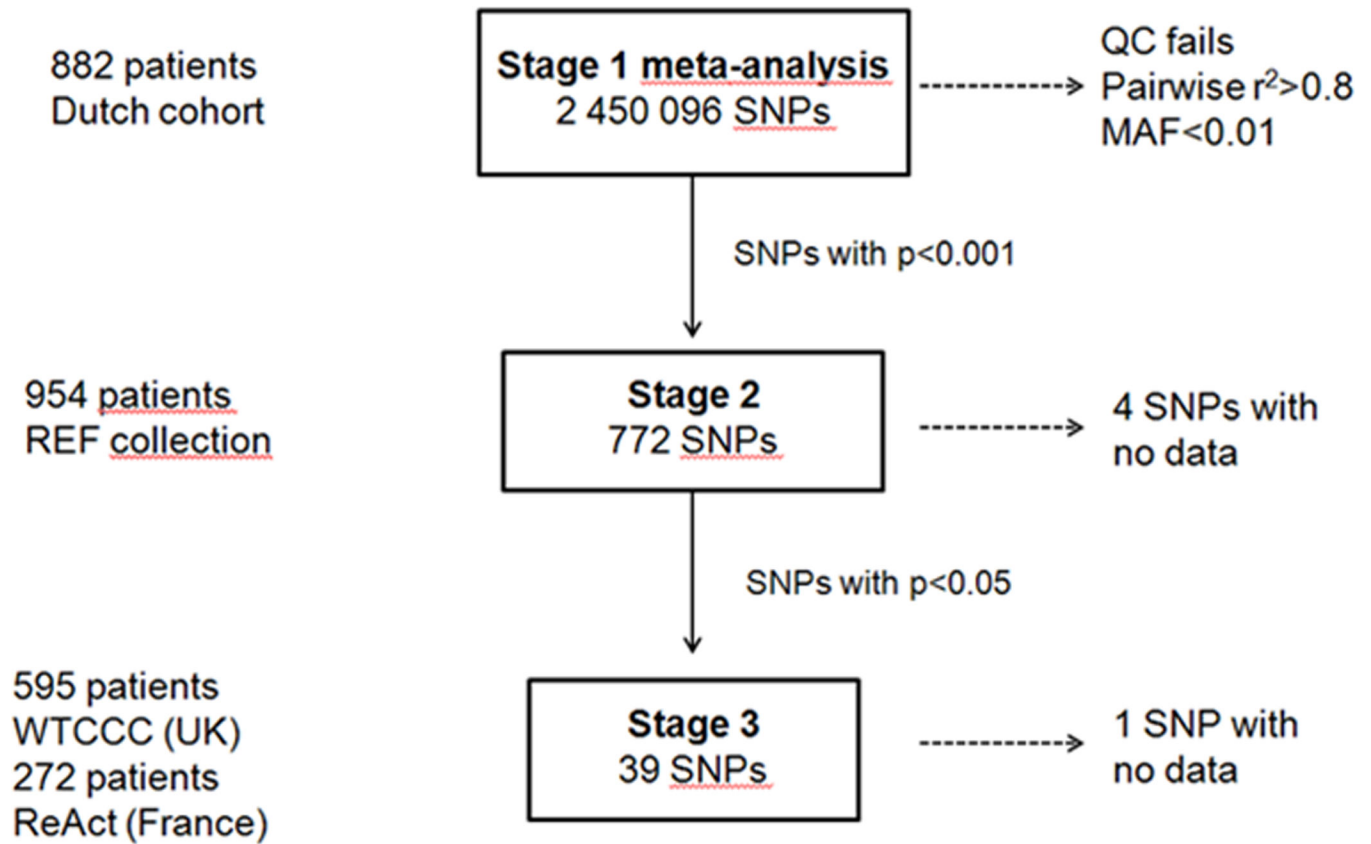 882 patients
Dutch cohort
Stage 1 meta-analysis
2 450 096 SNPs
QC fails
Pairwise r²>0.8
MAF<0.01
SNPs with p<0.001
954 patients
REF collection
Stage 2
772 SNPs
4 SNPs with
no data
SNPs with p<0.05
595 patients
WTCCC (UK)
272 patients
ReAct (France)
Stage 3
39 SNPs
1 SNP with
no data